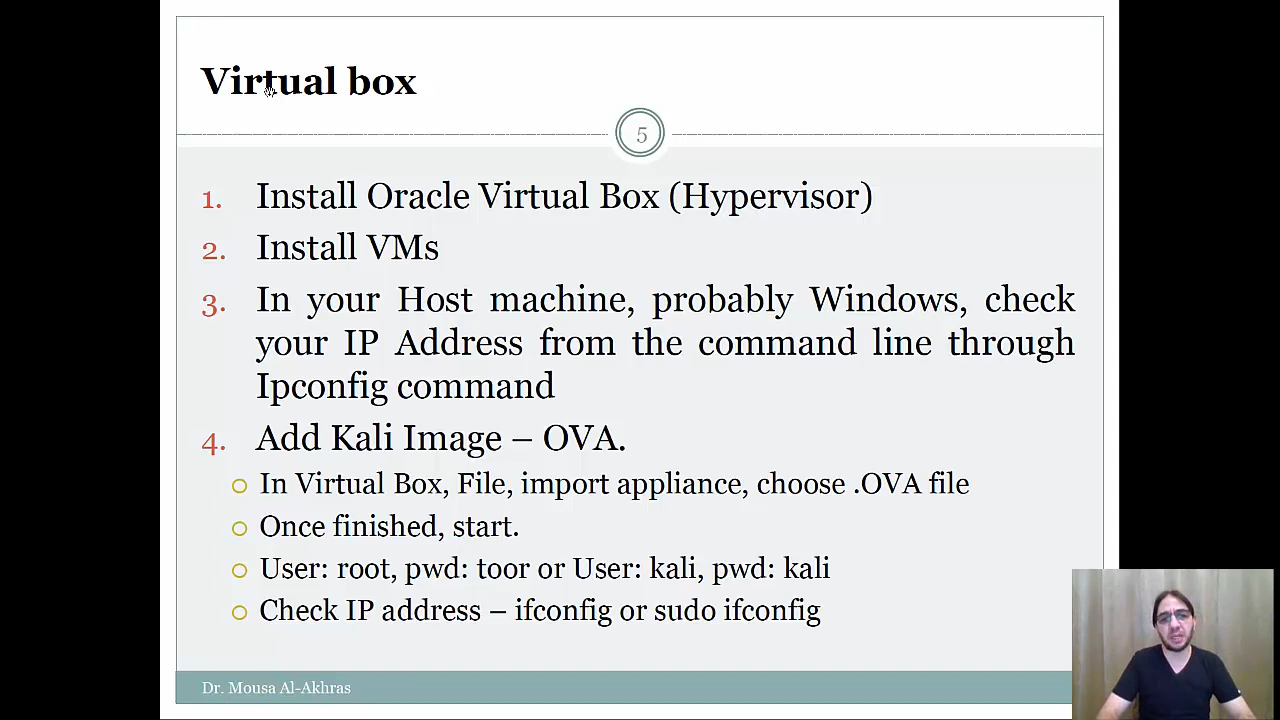 Virtual box
5
1. Install Oracle Virtual Box (Hypervisor)
2. Install VMs
3. In your Host machine, probably Windows, check
your IP Address from the command line through
Ipconfig command
4. Add Kali Image – OVA.
In Virtual Box, File, import appliance, choose .OVA file
Once finished, start.
User: root, pwd: toor or User: kali, pwd: kali
Check IP address – ifconfig or sudo ifconfig
Dr. Mousa Al-Akhras